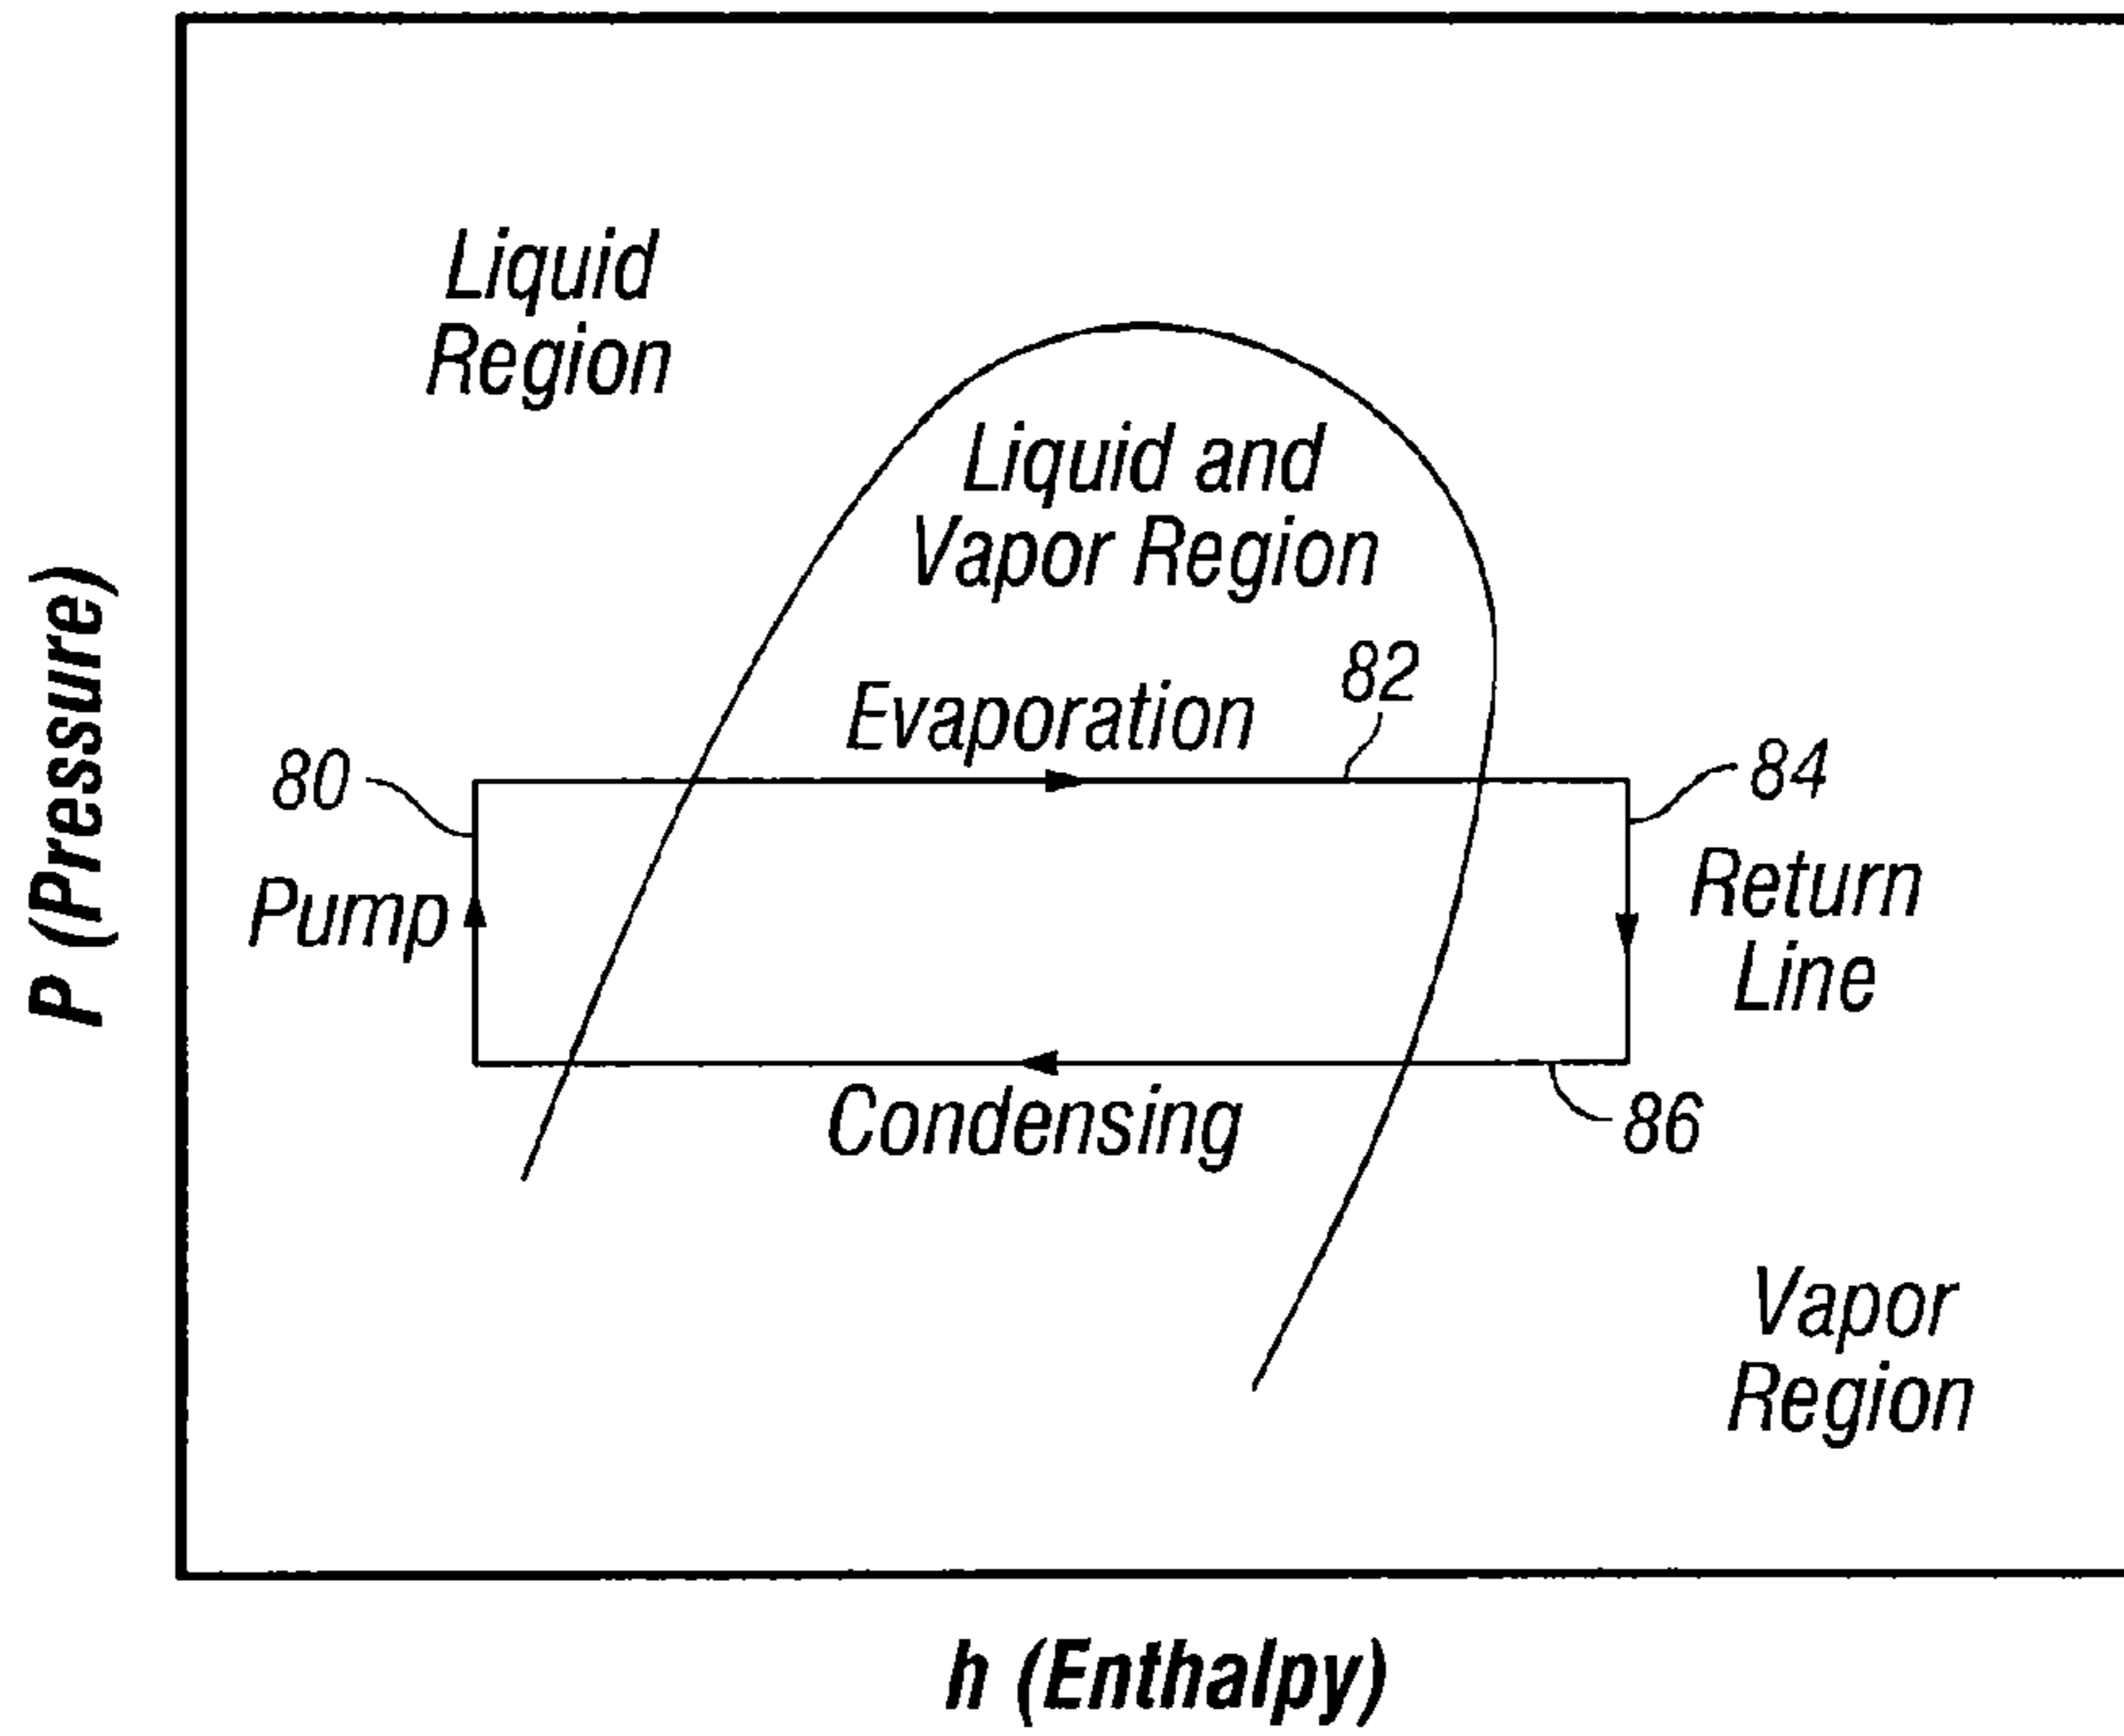 Liquid
Region
Liquid and
Vapor Region
82
Evaporation
80
84
Pump
Return
Line
Condensing
86
Vapor
Region
P (Pressure)
h (Enthalpy)